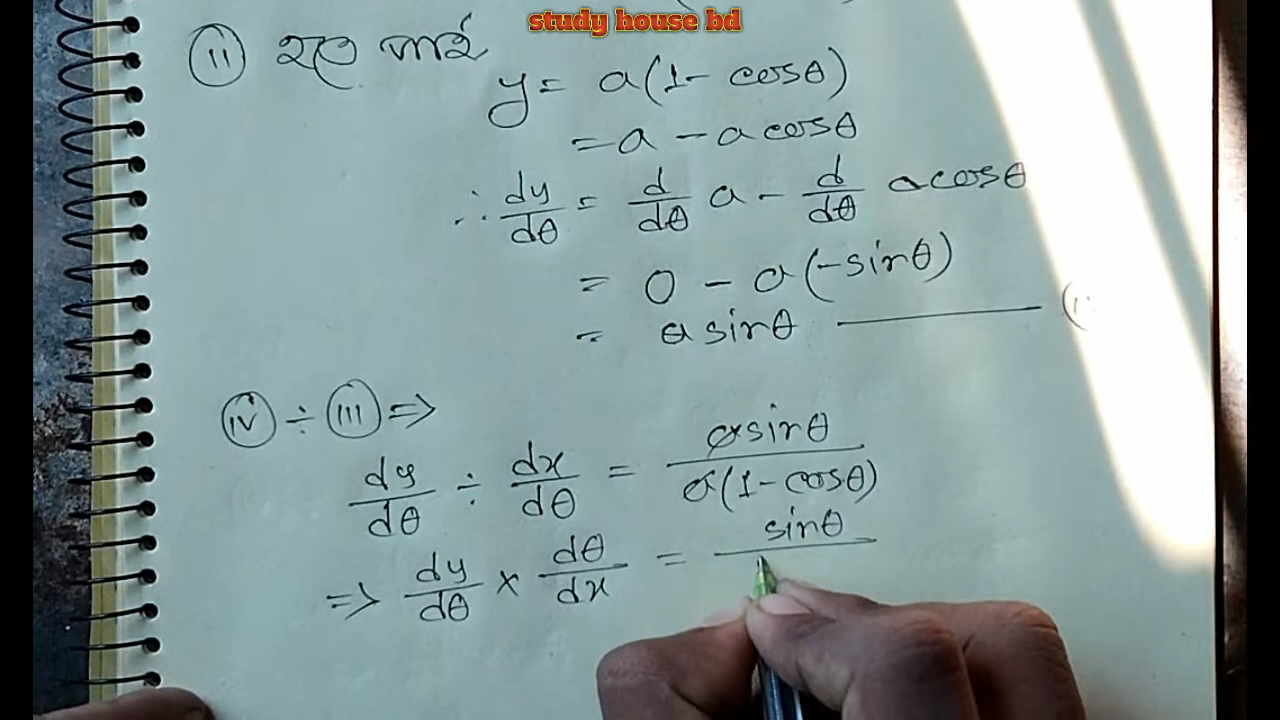 study house bd
(ii) হতে পাই
y = a(1 - cosθ)
= a - a cosθ
∴ dy/dθ = d/dθ a - d/dθ a cosθ
= 0 - a(-sinθ)
= a sinθ
(iv) ÷ (iii) =>
dy/dθ ÷ dx/dθ = a sinθ / a(1 - cosθ)
=> dy/dθ × dθ/dx = sinθ